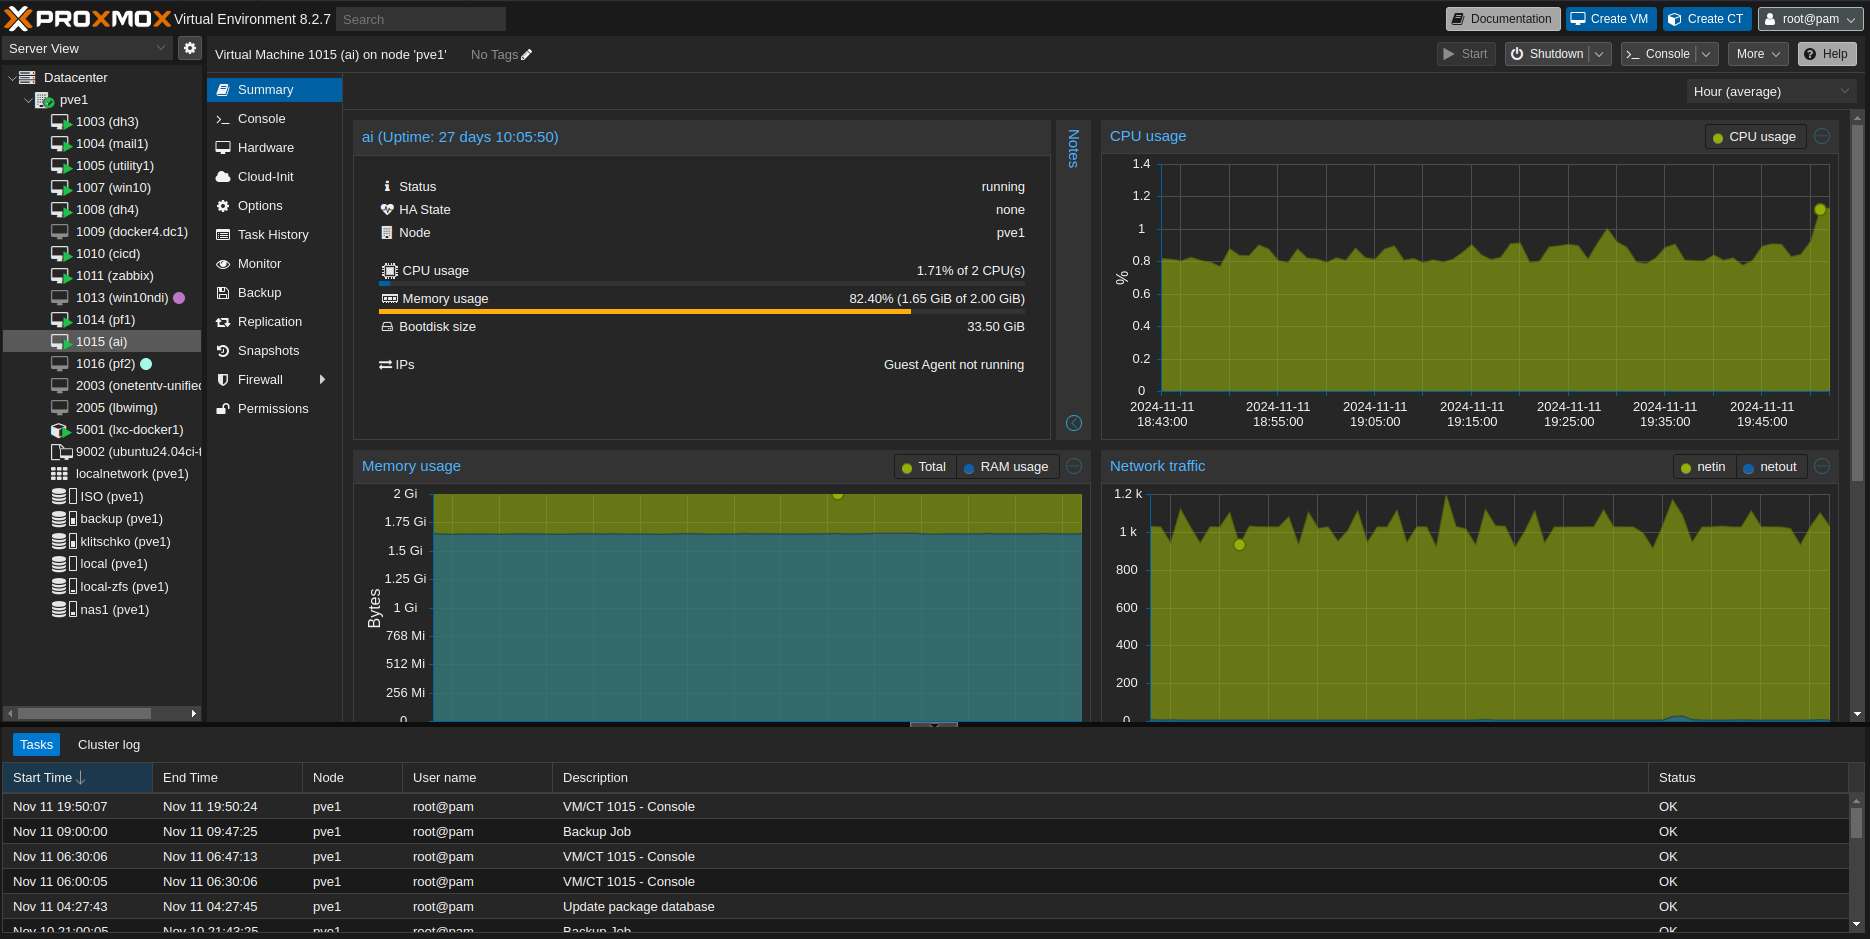 PROXMOX Virtual Environment 8.2.7 Search Documentation Create VM Create CT root@pam
Server View
Virtual Machine 1015 (ai) on node 'pve1' No Tags Start Shutdown Console More Help
Datacenter
pve1
1003 (dh3)
1004 (mail1)
1005 (utility1)
1007 (win10)
1008 (dh4)
1009 (docker4.dc1)
1010 (cicd)
1011 (zabbix)
1013 (win10ndi)
1014 (pf1)
1015 (ai)
1016 (pf2)
2003 (onetentv-unified
2005 (lbwimg)
5001 (lxc-docker1)
9002 (ubuntu24.04ci-t
localnetwork (pve1)
ISO (pve1)
backup (pve1)
klitschko (pve1)
local (pve1)
local-zfs (pve1)
nas1 (pve1)
Summary
Console
Hardware
Cloud-Init
Options
Task History
Monitor
Backup
Replication
Snapshots
Firewall
Permissions
Hour (average)
ai (Uptime: 27 days 10:05:50)
Status running
HA State none
Node pve1
CPU usage 1.71% of 2 CPU(s)
Memory usage 82.40% (1.65 GiB of 2.00 GiB)
Bootdisk size 33.50 GiB
IPs Guest Agent not running
Notes
CPU usage CPU usage
1.4
1.2
1
0.8
0.6
0.4
0.2
0
%
2024-11-11 2024-11-11 2024-11-11 2024-11-11 2024-11-11 2024-11-11 2024-11-11
18:43:00 18:55:00 19:05:00 19:15:00 19:25:00 19:35:00 19:45:00
Memory usage Total RAM usage
2 Gi
1.75 Gi
1.5 Gi
1.25 Gi
1 Gi
768 Mi
512 Mi
256 Mi
0
Bytes
Network traffic netin netout
1.2 k
1 k
800
600
400
200
0
Tasks Cluster log
Start Time End Time Node User name Description Status
Nov 11 19:50:07 Nov 11 19:50:24 pve1 root@pam VM/CT 1015 - Console OK
Nov 11 09:00:00 Nov 11 09:47:25 pve1 root@pam Backup Job OK
Nov 11 06:30:06 Nov 11 06:47:13 pve1 root@pam VM/CT 1015 - Console OK
Nov 11 06:00:05 Nov 11 06:30:06 pve1 root@pam VM/CT 1015 - Console OK
Nov 11 04:27:43 Nov 11 04:27:45 pve1 root@pam Update package database OK
Nov 10 21:00:05 Nov 10 21:43:25 pve1 root@pam Backup Job OK